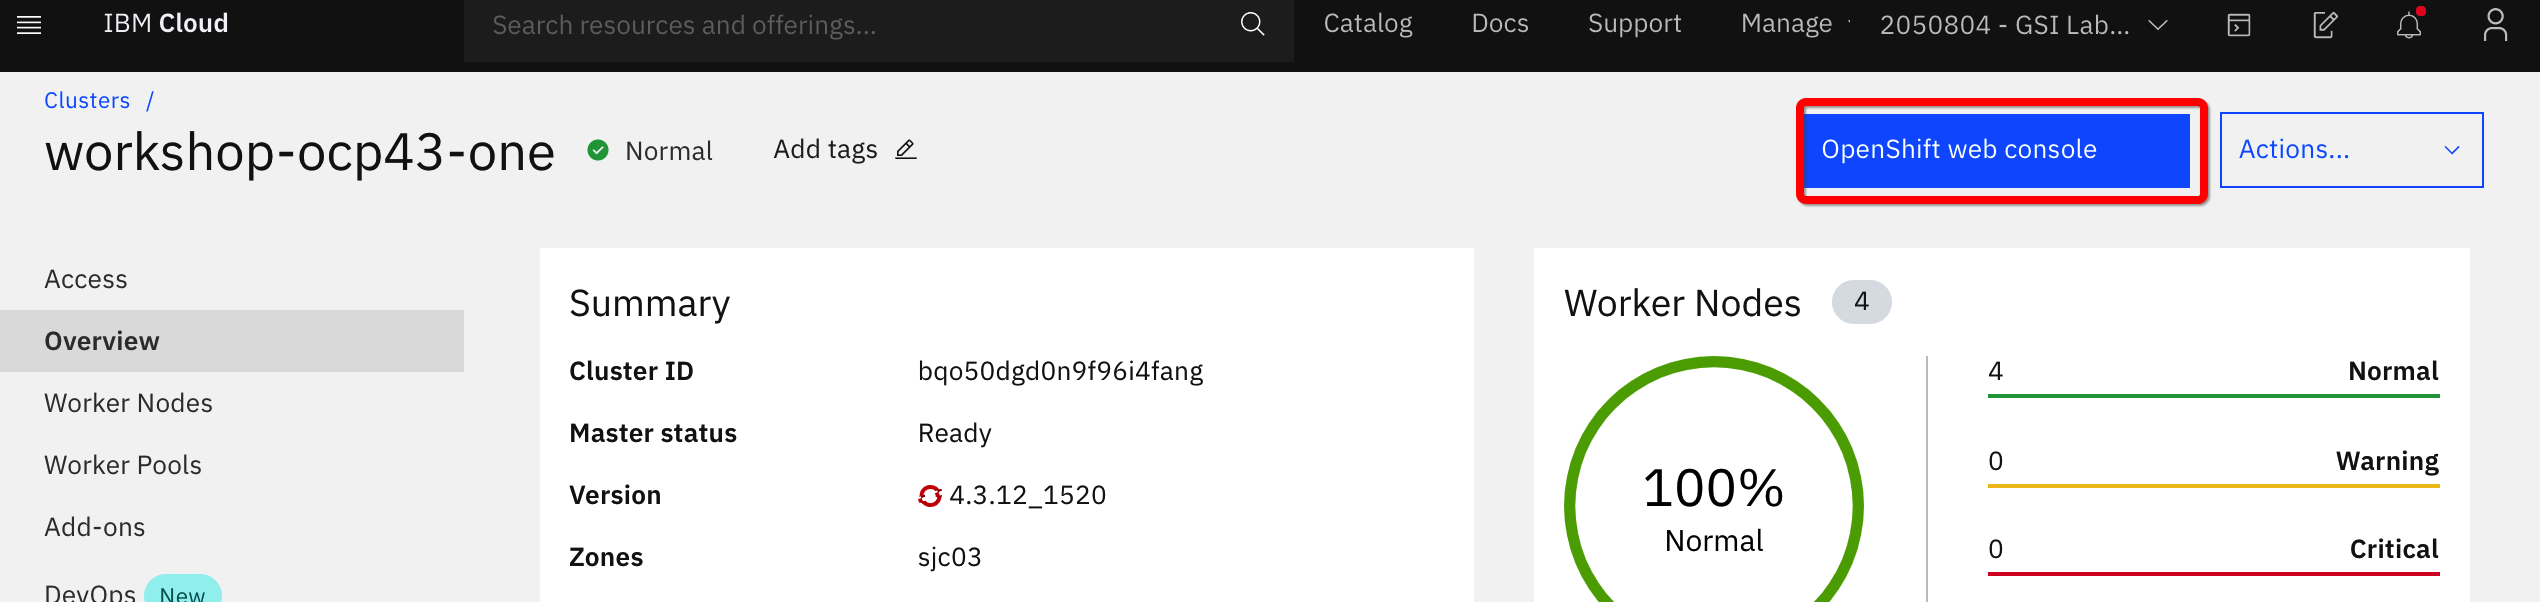 IBM Cloud
Search resources and offerings...
Catalog
Docs
Support
Manage
2050804 - GSI Lab...
Clusters /
workshop-ocp43-one
Normal
Add tags
OpenShift web console
Actions...
Access
Overview
Worker Nodes
Worker Pools
Add-ons
DevOps New
Summary
Cluster ID bqo50dgd0n9f96i4fang
Master status Ready
Version 4.3.12_1520
Zones sjc03
Worker Nodes 4
100%
Normal
4 Normal
0 Warning
0 Critical